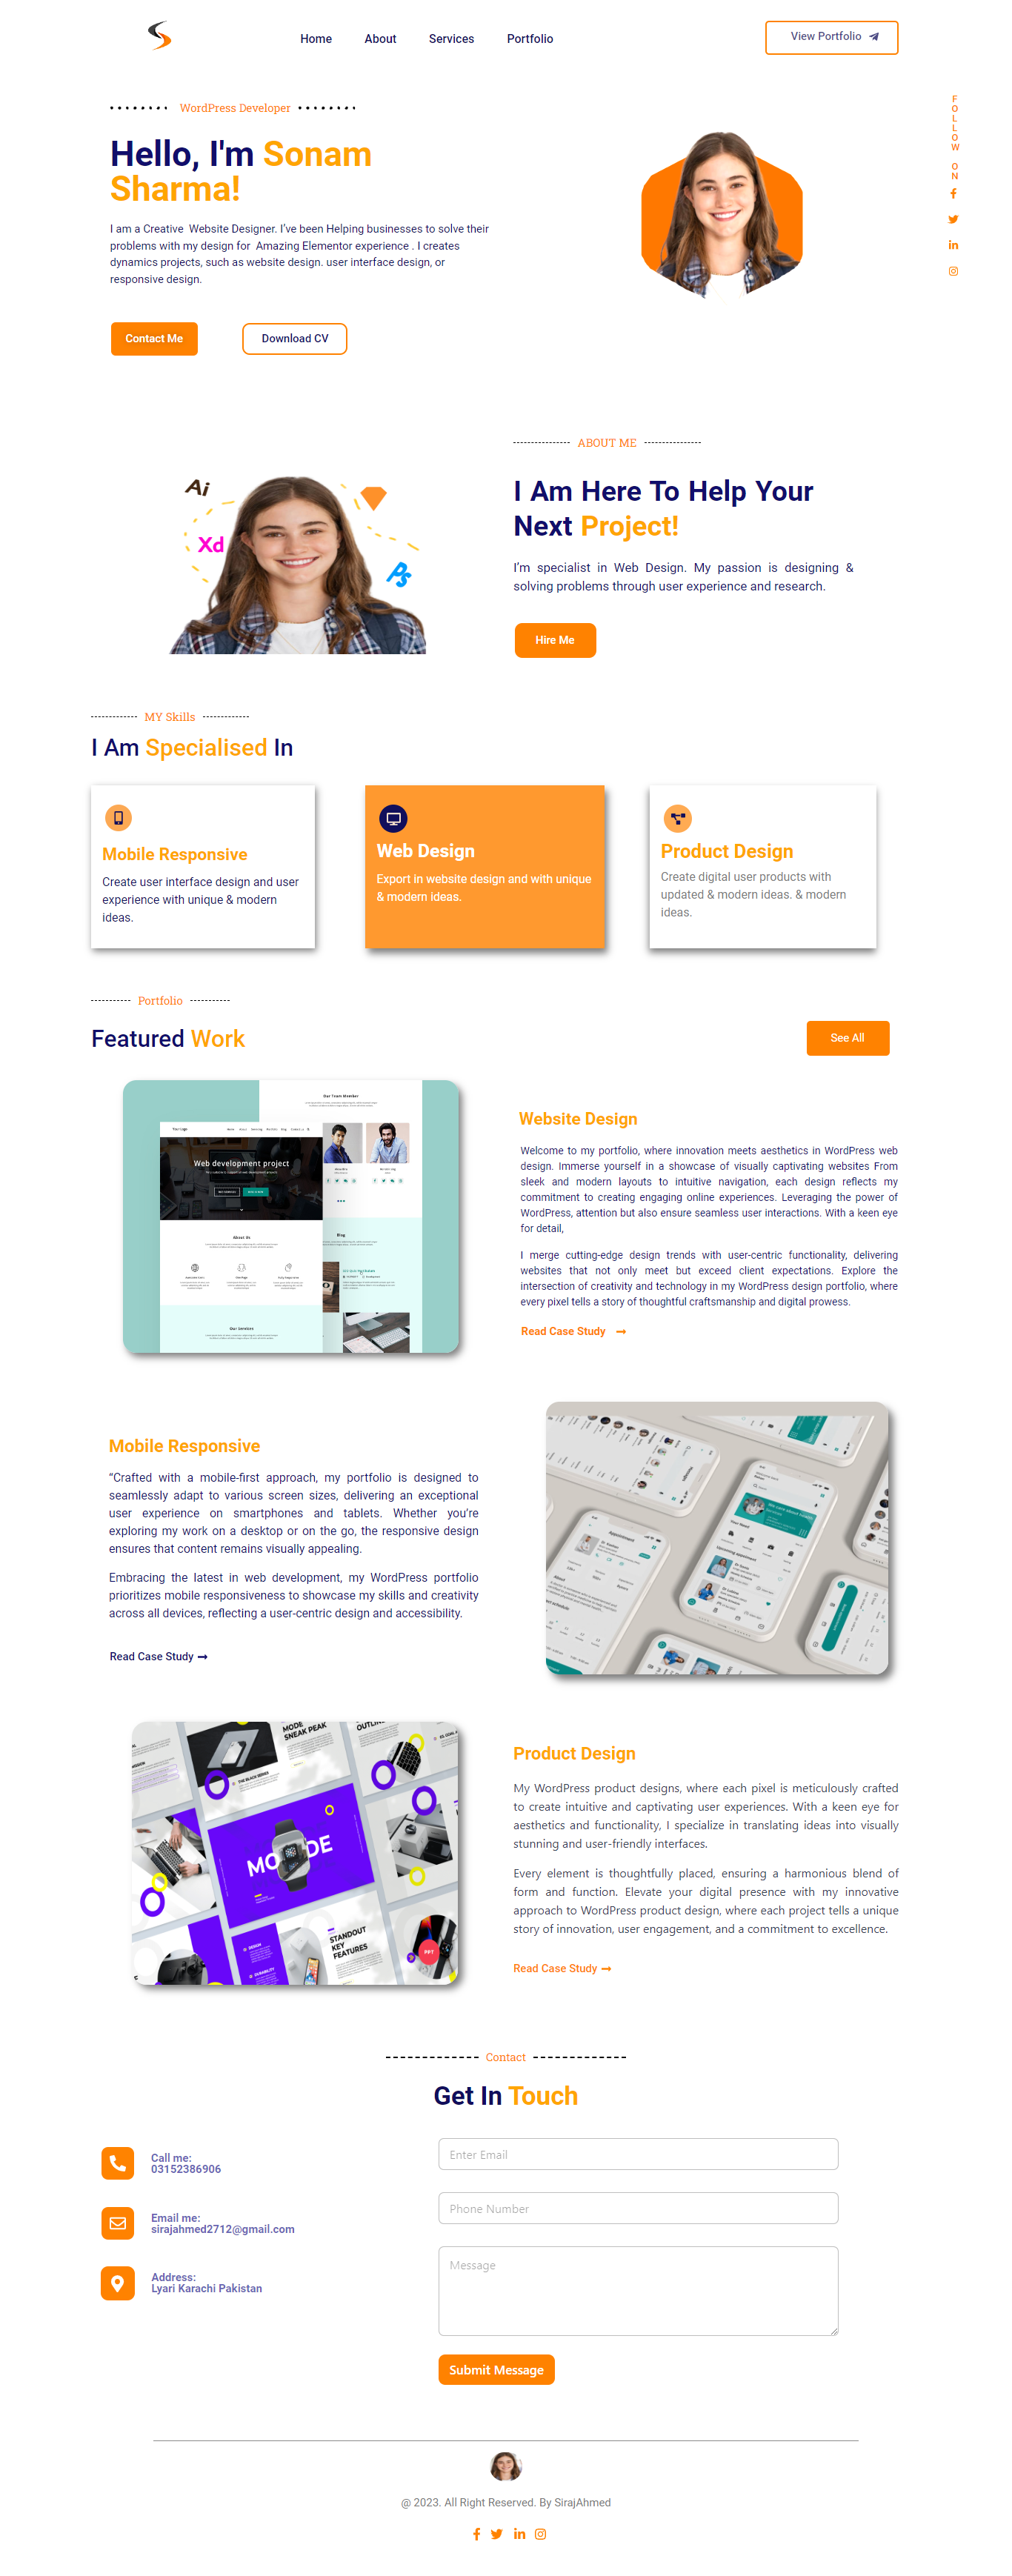 Home
About
Services
Portfolio
View Portfolio
FOLLOW ON
WordPress Developer
Hello, I'm Sonam
Sharma!
I am a Creative  Website Designer. I've been Helping businesses to solve their
problems with my design for  Amazing Elementor experience . I creates
dynamics projects, such as website design. user interface design, or
responsive design.
Contact Me
Download CV
ABOUT ME
I Am Here To Help Your
Next Project!
I'm specialist in Web Design. My passion is designing &
solving problems through user experience and research.
Hire Me
Ai
Xd
Ps
MY Skills
I Am Specialised In
Mobile Responsive
Create user interface design and user
experience with unique & modern
ideas.
Web Design
Export in website design and with unique
& modern ideas.
Product Design
Create digital user products with
updated & modern ideas. & modern
ideas.
Portfolio
Featured Work
See All
Our Team Member
Web development project
About Us
Blog
Our Services
Website Design
Welcome to my portfolio, where innovation meets aesthetics in WordPress web
design. Immerse yourself in a showcase of visually captivating websites From
sleek and modern layouts to intuitive navigation, each design reflects my
commitment to creating engaging online experiences. Leveraging the power of
WordPress, attention but also ensure seamless user interactions. With a keen eye
for detail,
I merge cutting-edge design trends with user-centric functionality, delivering
websites that not only meet but exceed client expectations. Explore the
intersection of creativity and technology in my WordPress design portfolio, where
every pixel tells a story of thoughtful craftsmanship and digital prowess.
Read Case Study
Mobile Responsive
“Crafted with a mobile-first approach, my portfolio is designed to
seamlessly adapt to various screen sizes, delivering an exceptional
user experience on smartphones and tablets. Whether you're
exploring my work on a desktop or on the go, the responsive design
ensures that content remains visually appealing.
Embracing the latest in web development, my WordPress portfolio
prioritizes mobile responsiveness to showcase my skills and creativity
across all devices, reflecting a user-centric design and accessibility.
Read Case Study
MODE
SNEAK PEAK
STANDOUT
KEY
FEATURES
PPT
Product Design
My WordPress product designs, where each pixel is meticulously crafted
to create intuitive and captivating user experiences. With a keen eye for
aesthetics and functionality, I specialize in translating ideas into visually
stunning and user-friendly interfaces.
Every element is thoughtfully placed, ensuring a harmonious blend of
form and function. Elevate your digital presence with my innovative
approach to WordPress product design, where each project tells a unique
story of innovation, user engagement, and a commitment to excellence.
Read Case Study
Contact
Get In Touch
Call me:
03152386906
Email me:
sirajahmed2712@gmail.com
Address:
Lyari Karachi Pakistan
Enter Email
Phone Number
Message
Submit Message
@ 2023. All Right Reserved. By SirajAhmed